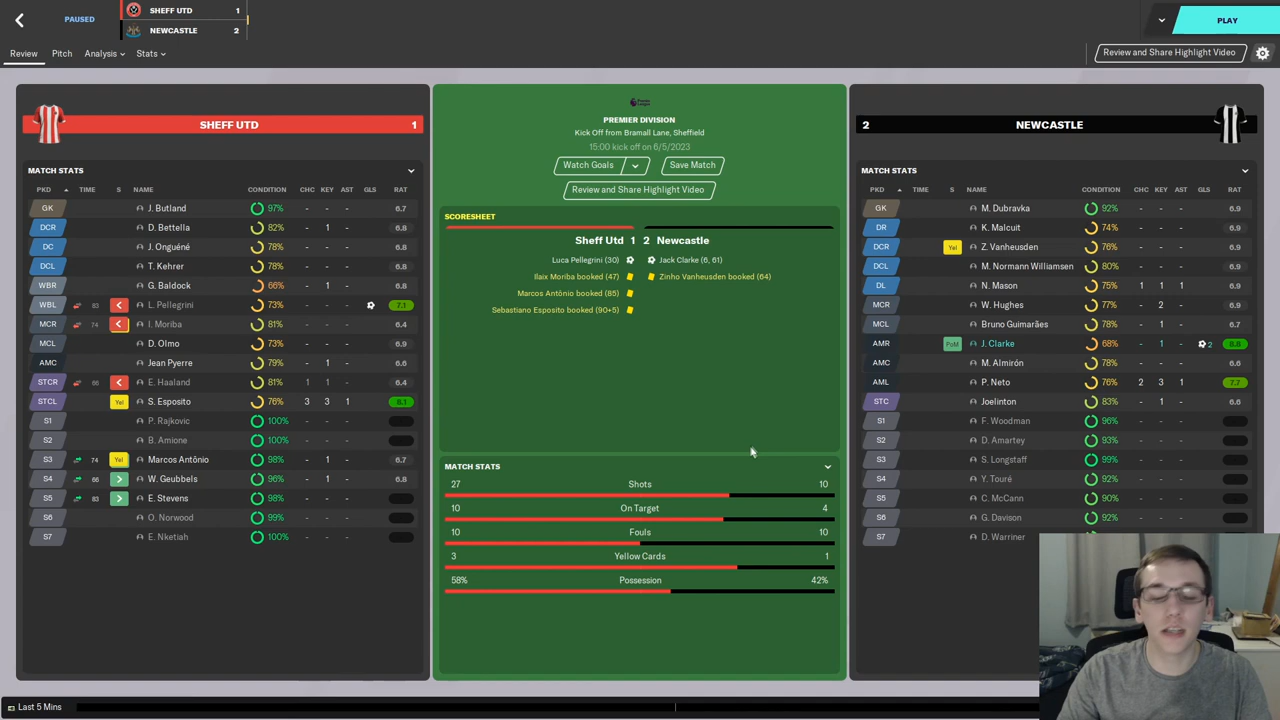 PAUSED
SHEFF UTD 1
NEWCASTLE 2
PLAY
Review Pitch Analysis Stats
Review and Share Highlight Video
SHEFF UTD 1
MATCH STATS
PKD TIME S NAME CONDITION CHC KEY AST GLS RAT
GK J. Butland 97% - - - 6.7
DCR D. Bettella 82% - 1 - 6.8
DC J. Onguéné 78% - - - 6.8
DCL T. Kehrer 78% - - - 6.8
WBR G. Baldock 66% - 1 - 6.8
WBL 83 L. Pellegrini 73% - - - 7.1
MCR 74 I. Moriba 81% - - - 6.4
MCL D. Olmo 73% - - - 6.9
AMC Jean Pyerre 79% - 1 - 6.6
STCR 66 E. Haaland 81% 1 1 - 6.4
STCL Yel S. Esposito 76% 3 3 1 8.1
S1 P. Rajkovic 100%
S2 B. Amione 100%
S3 74 Yel Marcos Antônio 98% - 1 - 6.7
S4 66 W. Geubbels 96% - 1 - 6.8
S5 83 E. Stevens 98% - - -
S6 O. Norwood 99%
S7 E. Nketiah 100%
PREMIER DIVISION
Kick Off from Bramall Lane, Sheffield
15:00 kick off on 6/5/2023
Watch Goals Save Match
Review and Share Highlight Video
SCORESHEET
Sheff Utd 1 2 Newcastle
Luca Pellegrini (30) Jack Clarke (6, 61)
Ilaix Moriba booked (47) Zinho Vanheusden booked (64)
Marcos Antônio booked (85)
Sebastiano Esposito booked (90+5)
MATCH STATS
27 Shots 10
10 On Target 4
10 Fouls 10
3 Yellow Cards 1
58% Possession 42%
2 NEWCASTLE
MATCH STATS
PKD TIME S NAME CONDITION CHC KEY AST GLS RAT
GK M. Dubravka 92% - - - 6.9
DR K. Malcuit 74% - - - 6.9
DCR Yel Z. Vanheusden 76% - - - 6.9
DCL M. Normann Williamsen 80% - - - 6.9
DL N. Mason 75% 1 1 1 6.9
MCR W. Hughes 77% - 2 - 6.9
MCL Bruno Guimarães 78% - 1 - 6.7
AMR PoM J. Clarke 68% - 1 - 2 8.8
AMC M. Almirón 78% - - - 6.6
AML P. Neto 76% 2 3 1 7.7
STC Joelinton 83% - 1 - 6.6
S1 F. Woodman 96%
S2 D. Amartey 93%
S3 S. Longstaff 99%
S4 Y. Touré 91%
S5 C. McCann 90%
S6 G. Davison 92%
S7 D. Warriner
Last 5 Mins